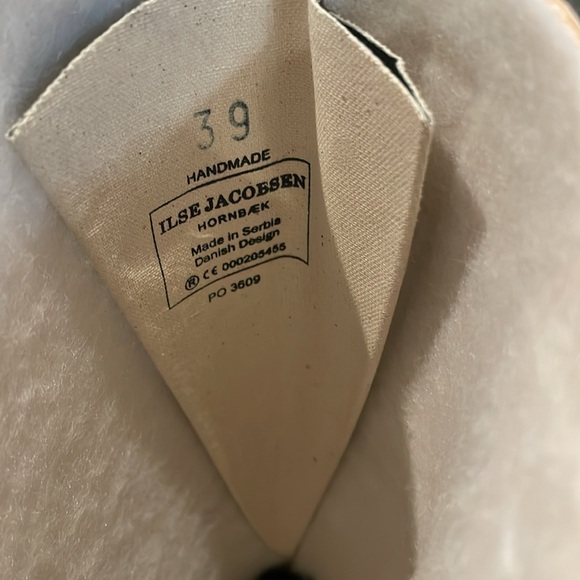 39
HANDMADE
ILSE JACOBSEN
HORNBÆK
Made in Serbia
Danish Design
® CE 000205455
PO 3609